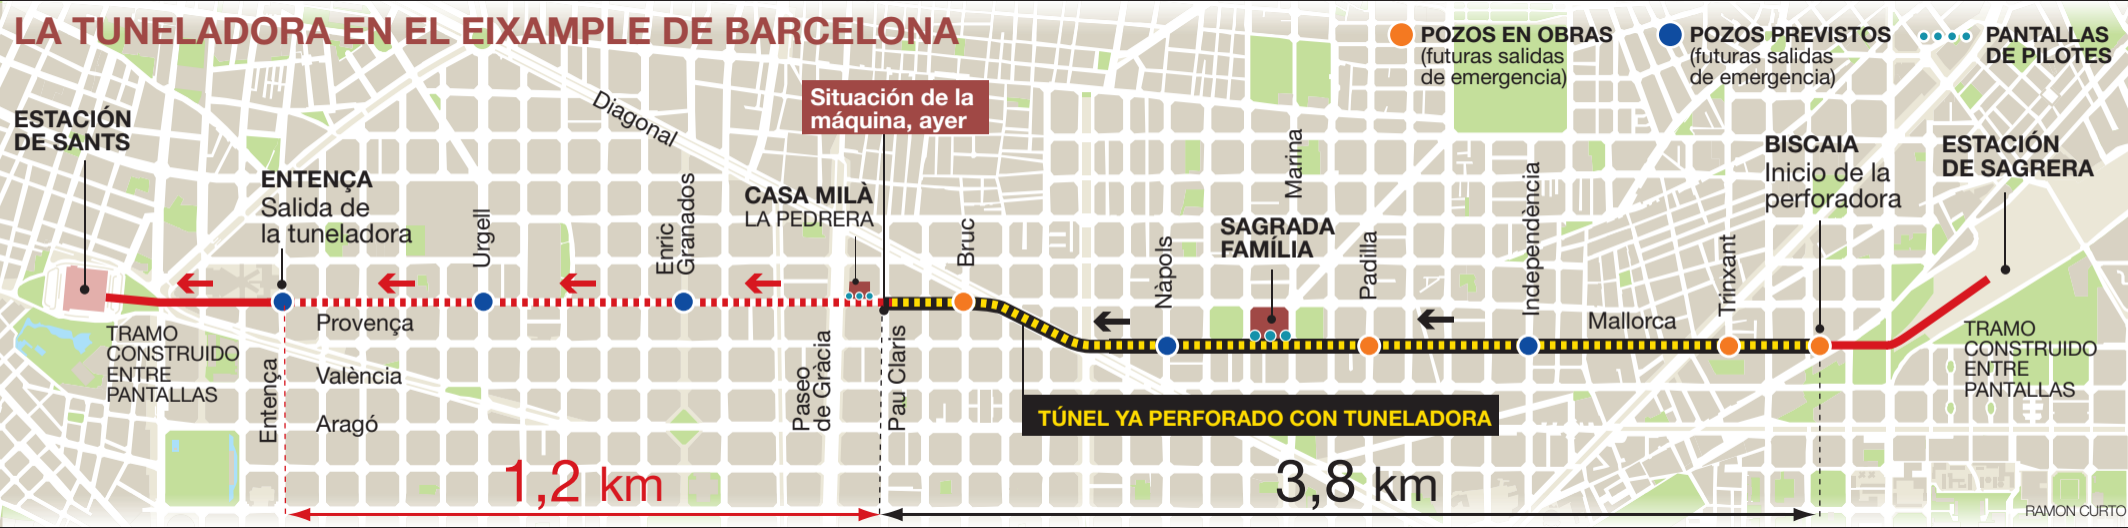 LA TUNELADORA EN EL EIXAMPLE DE BARCELONA
POZOS EN OBRAS
(futuras salidas
de emergencia)
POZOS PREVISTOS
(futuras salidas
de emergencia)
PANTALLAS
DE PILOTES
ESTACIÓN
DE SANTS
ENTENÇA
Salida de
la tuneladora
Urgell
Enric
Granados
Diagonal
CASA MILÀ
LA PEDRERA
Situación de la
máquina, ayer
Bruc
Nàpols
SAGRADA
FAMÍLIA
Marina
Padilla
Independència
Mallorca
Trinxant
BISCAIA
Inicio de la
perforadora
ESTACIÓN
DE SAGRERA
TRAMO
CONSTRUIDO
ENTRE
PANTALLAS
Entença
Provença
València
Aragó
Paseo
de Gràcia
Pau Claris
TÚNEL YA PERFORADO CON TUNELADORA
TRAMO
CONSTRUIDO
ENTRE
PANTALLAS
1,2 km
3,8 km
RAMON CURTO